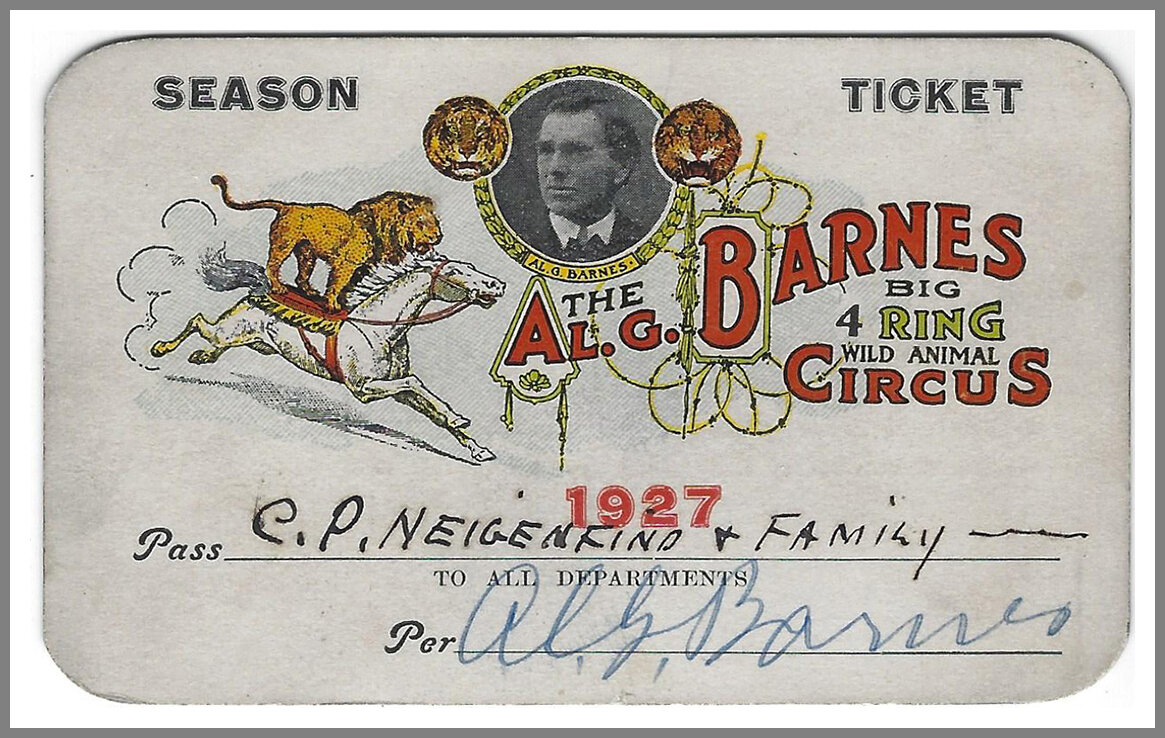 SEASON TICKET
AL. G. BARNES.
THE
AL. G. BARNES
BIG
4 RING
WILD ANIMAL
CIRCUS
1927
Pass C. P. NEIGENFIND & FAMILY
TO ALL DEPARTMENTS
Per Al. G. Barnes